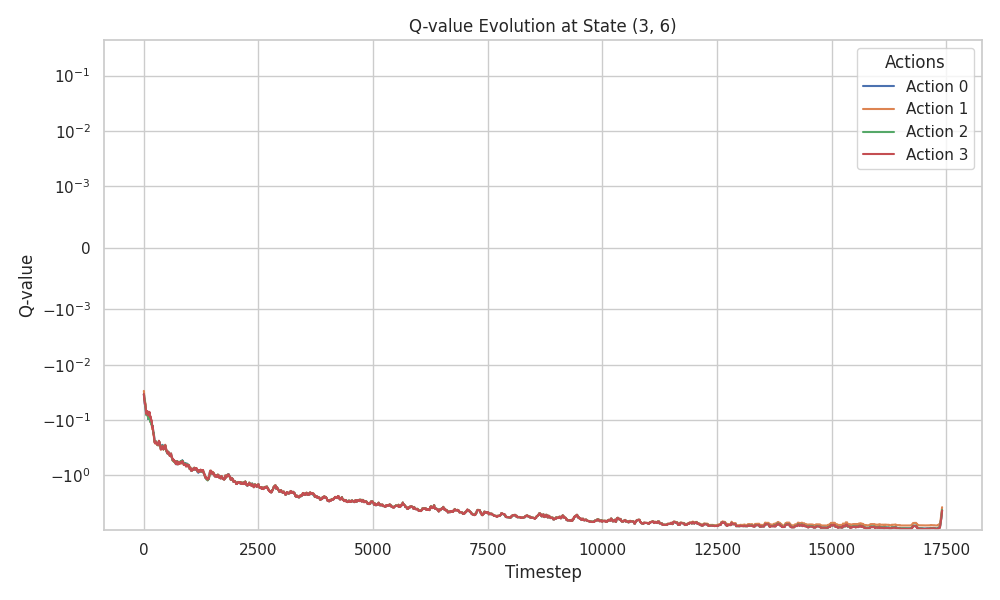 Q-value Evolution at State (3, 6)
Q-value
10⁻¹
10⁻²
10⁻³
0
−10⁻³
−10⁻²
−10⁻¹
−10⁰
Actions
Action 0
Action 1
Action 2
Action 3
0 2500 5000 7500 10000 12500 15000 17500
Timestep